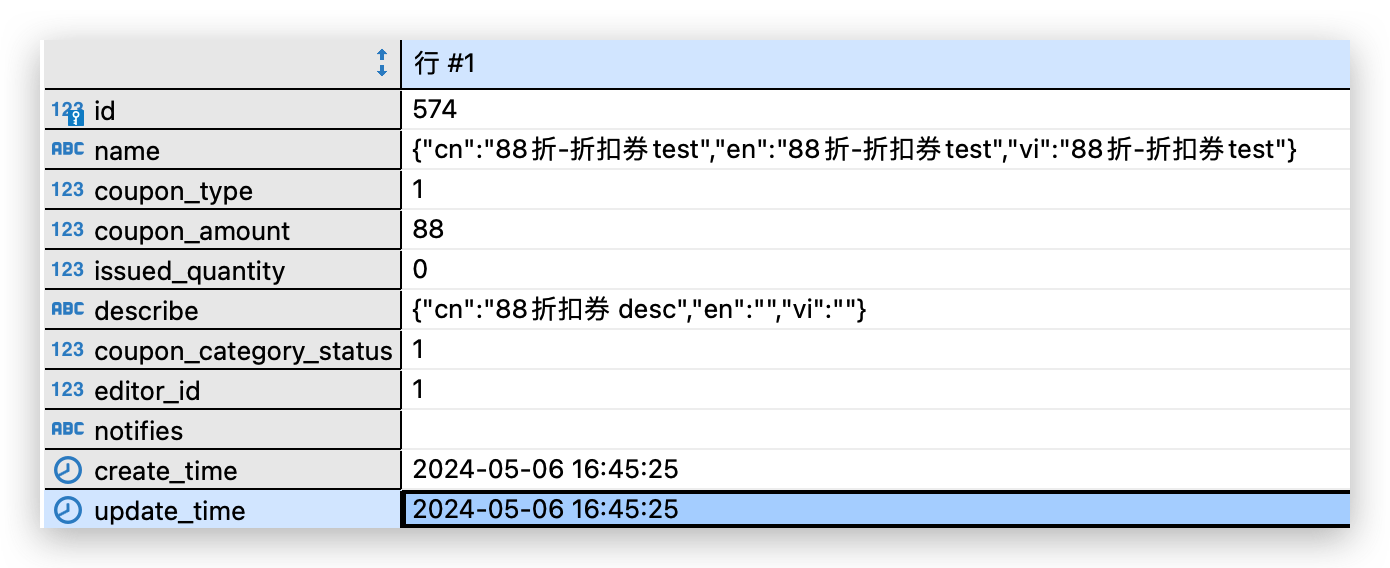 行 #1
123 id 574
ABC name {"cn":"88折-折扣券test","en":"88折-折扣券test","vi":"88折-折扣券test"}
123 coupon_type 1
123 coupon_amount 88
123 issued_quantity 0
ABC describe {"cn":"88折扣券 desc","en":"","vi":""}
123 coupon_category_status 1
123 editor_id 1
ABC notifies
create_time 2024-05-06 16:45:25
update_time 2024-05-06 16:45:25